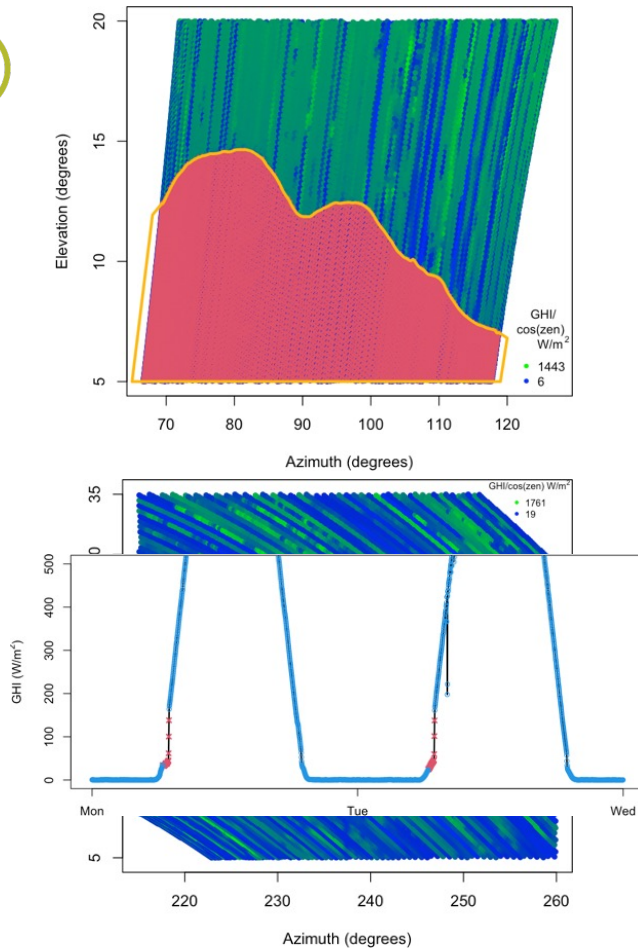 20
15
10
5
Elevation (degrees)
GHI/
cos(zen)
W/m²
1443
6
70 80 90 100 110 120
Azimuth (degrees)
35
GHI/cos(zen) W/m²
1761
19
500
400
300
200
100
0
GHI (W/m²)
Mon Tue Wed
5
220 230 240 250 260
Azimuth (degrees)